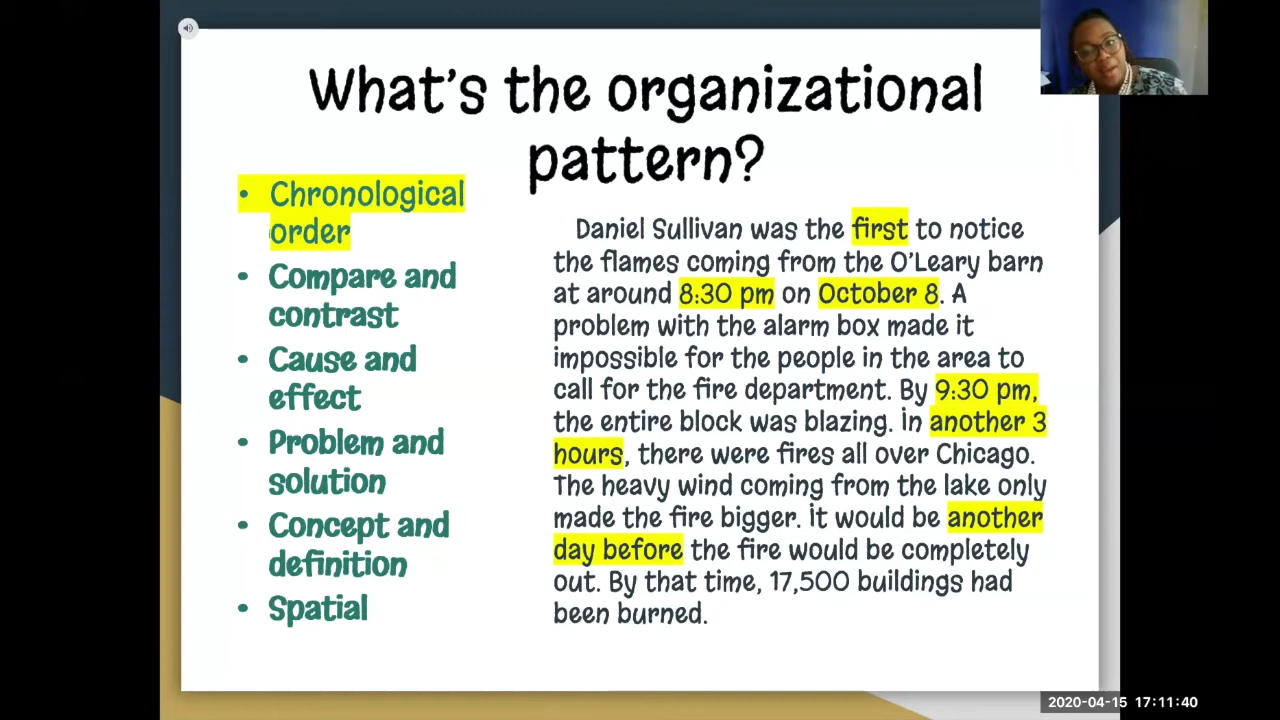 What's the organizational
pattern?
• Chronological
order
• Compare and
contrast
• Cause and
effect
• Problem and
solution
• Concept and
definition
• Spatial
Daniel Sullivan was the first to notice
the flames coming from the O'Leary barn
at around 8:30 pm on October 8. A
problem with the alarm box made it
impossible for the people in the area to
call for the fire department. By 9:30 pm,
the entire block was blazing. In another 3
hours, there were fires all over Chicago.
The heavy wind coming from the lake only
made the fire bigger. It would be another
day before the fire would be completely
out. By that time, 17,500 buildings had
been burned.
2020-04-15 17:11:40